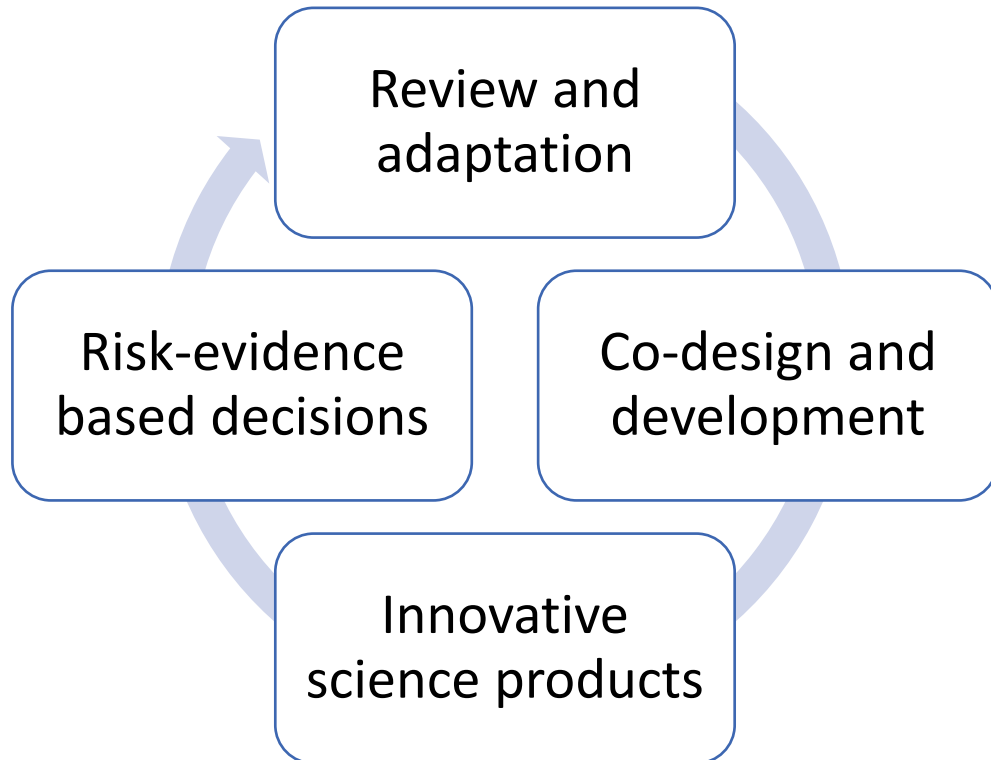 Review and
adaptation
Co-design and
development
Innovative
science products
Risk-evidence
based decisions